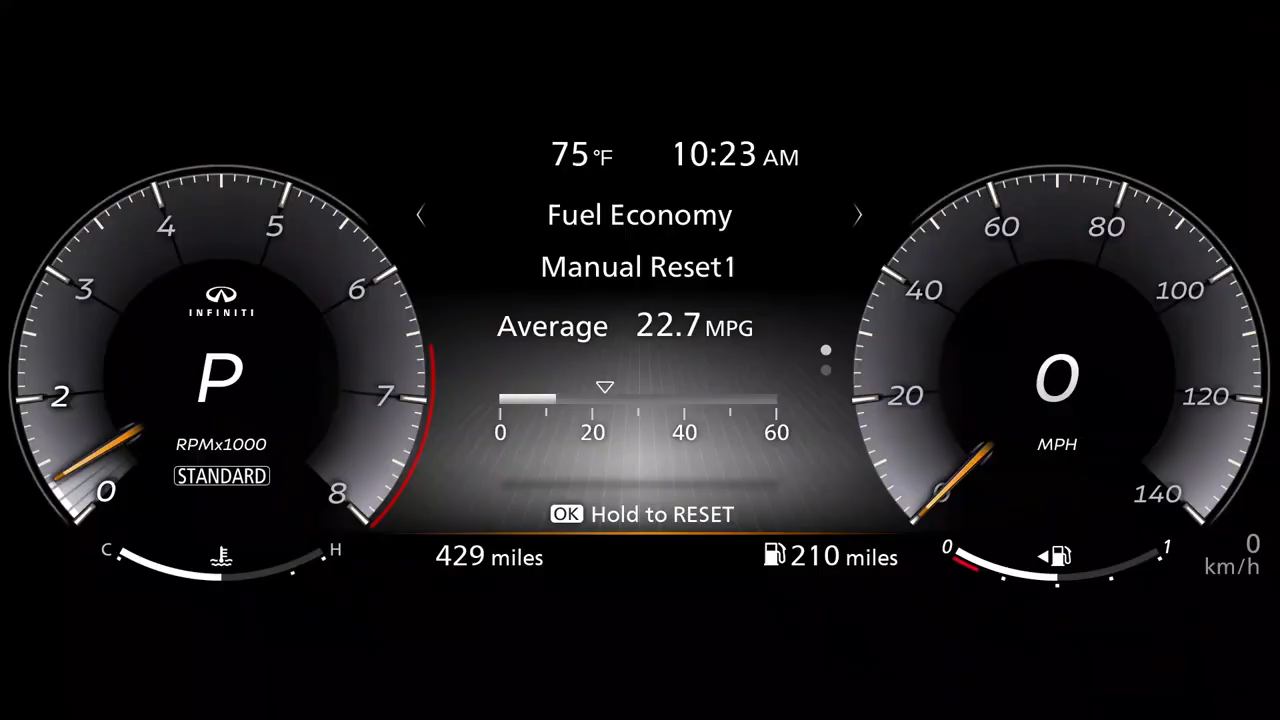 75 °F 10:23 AM
Fuel Economy
Manual Reset1
Average 22.7 MPG
0 20 40 60
OK Hold to RESET
429 miles
210 miles
0 2 3 4 5 6 7 8
INFINITI
P
RPMx1000
STANDARD
C H
0 20 40 60 80 100 120 140
0
MPH
0 1
0
km/h